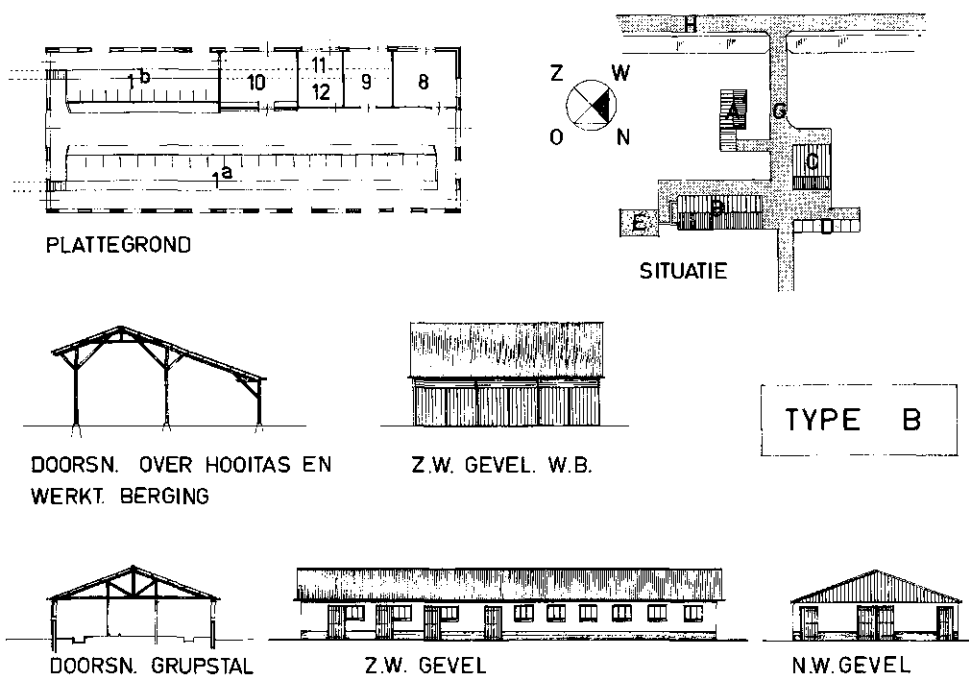 1b
10
11
12
9
8
1a
PLATTEGROND
H
Z
W
O
N
A
G
C
B
E
D
SITUATIE
DOORSN. OVER HOOITAS EN
WERKT. BERGING
Z.W. GEVEL. W.B.
TYPE B
DOORSN. GRUPSTAL
Z.W. GEVEL
N.W. GEVEL